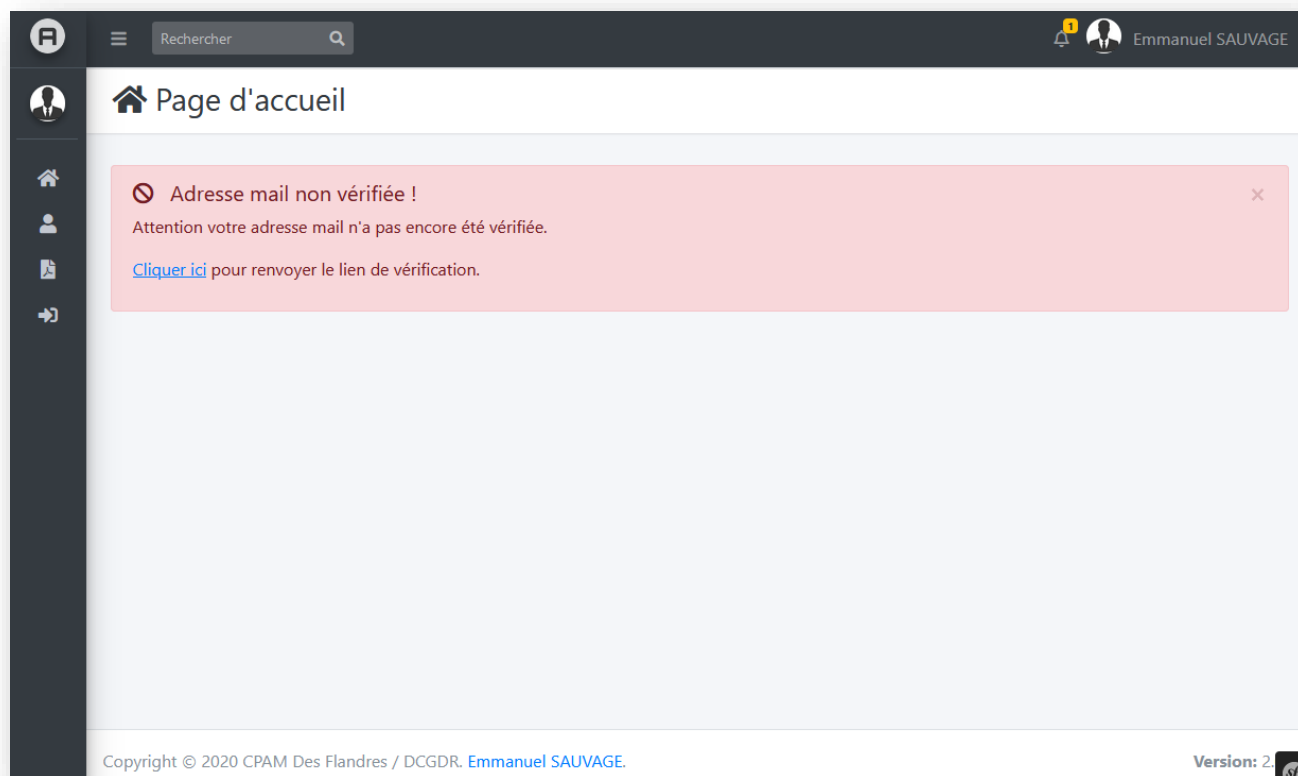 A
Rechercher
1
Emmanuel SAUVAGE
Page d'accueil
Adresse mail non vérifiée !
×
Attention votre adresse mail n'a pas encore été vérifiée.
Cliquer ici pour renvoyer le lien de vérification.
Copyright © 2020 CPAM Des Flandres / DCGDR. Emmanuel SAUVAGE.
Version: 2.